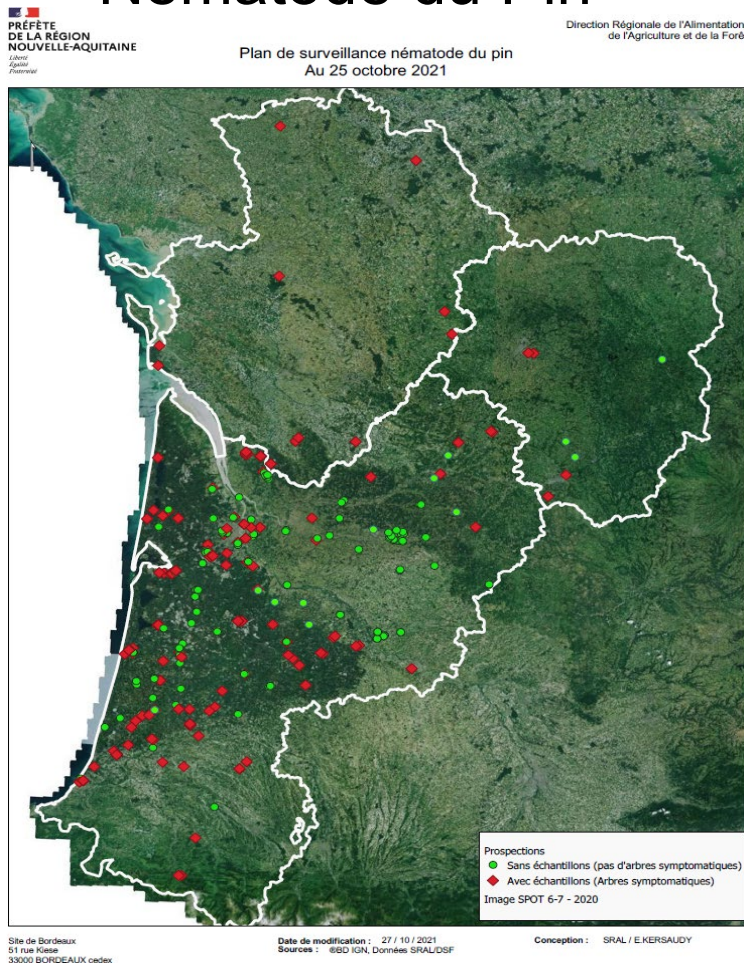 Nématode du Pin
PRÉFÈTE
DE LA RÉGION
NOUVELLE-AQUITAINE
Liberté
Égalité
Fraternité
Direction Régionale de l'Alimentation
de l'Agriculture et de la Forê
Plan de surveillance nématode du pin
Au 25 octobre 2021
Prospections
Sans échantillons (pas d'arbres symptomatiques)
Avec échantillons (Arbres symptomatiques)
Image SPOT 6-7 - 2020
Site de Bordeaux
51 rue Kiese
33000 BORDEAUX cedex
Date de modification : 27 / 10 / 2021
Sources : ®BD IGN, Données SRAL/DSF
Conception : SRAL / E.KERSAUDY